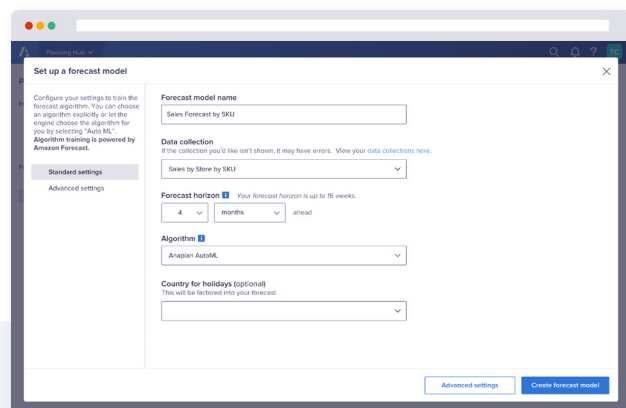 Planning Hub
?
TC
Set up a forecast model
Configure your settings to train the
forecast algorithm. You can choose
an algorithm explicitly or let the
engine choose the algorithm for
you by selecting "Auto ML".
Algorithm training is powered by
Amazon Forecast.
Standard settings
Advanced settings
Forecast model name
Sales Forecast by SKU
Data collection
If the collection you'd like isn't shown, it may have errors. View your data collections here.
Sales by Store by SKU
Forecast horizon i Your forecast horizon is up to 16 weeks.
4 months ahead
Algorithm i
Anaplan AutoML
Country for holidays (optional)
This will be factored into your forecast.
Advanced settings
Create forecast model